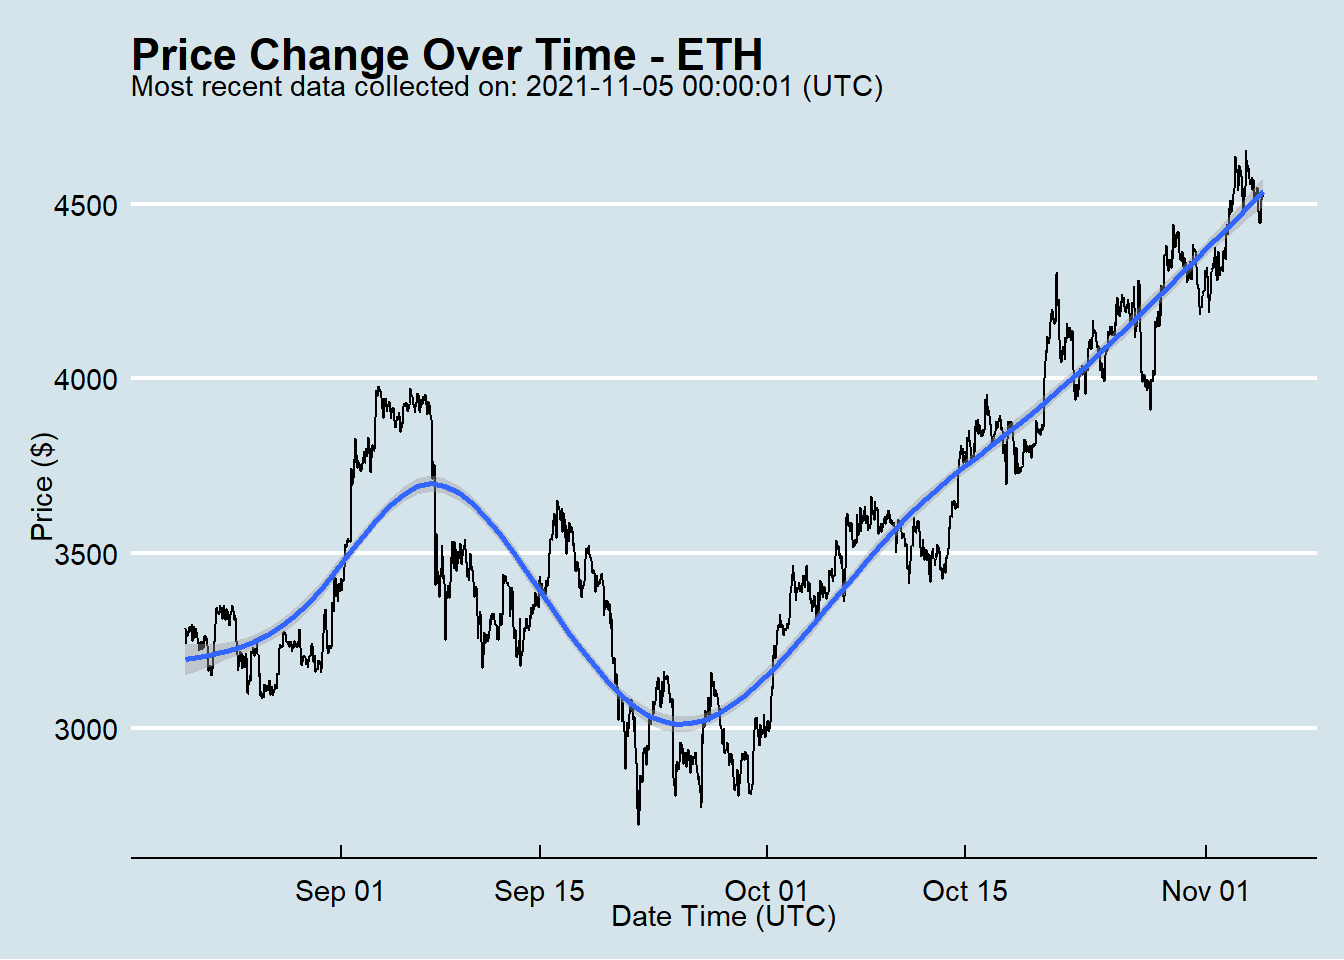 Price Change Over Time - ETH
Most recent data collected on: 2021-11-05 00:00:01 (UTC)
4500
4000
3500
3000
Price ($)
Sep 01
Sep 15
Oct 01
Oct 15
Nov 01
Date Time (UTC)